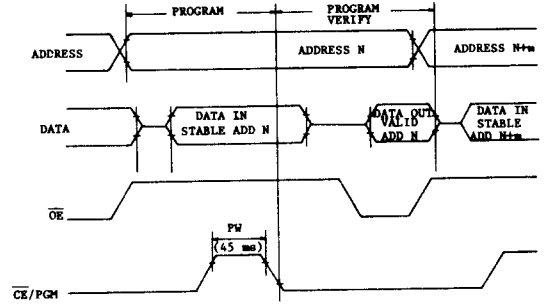 PROGRAM
PROGRAM
VERIFY
ADDRESS
ADDRESS N
ADDRESS N+m
DATA
DATA IN
STABLE ADD N
DATA OUT
VALID
ADD N
DATA IN
STABLE
ADD N+m
OE
PW
(45 ms)
CE/PGM